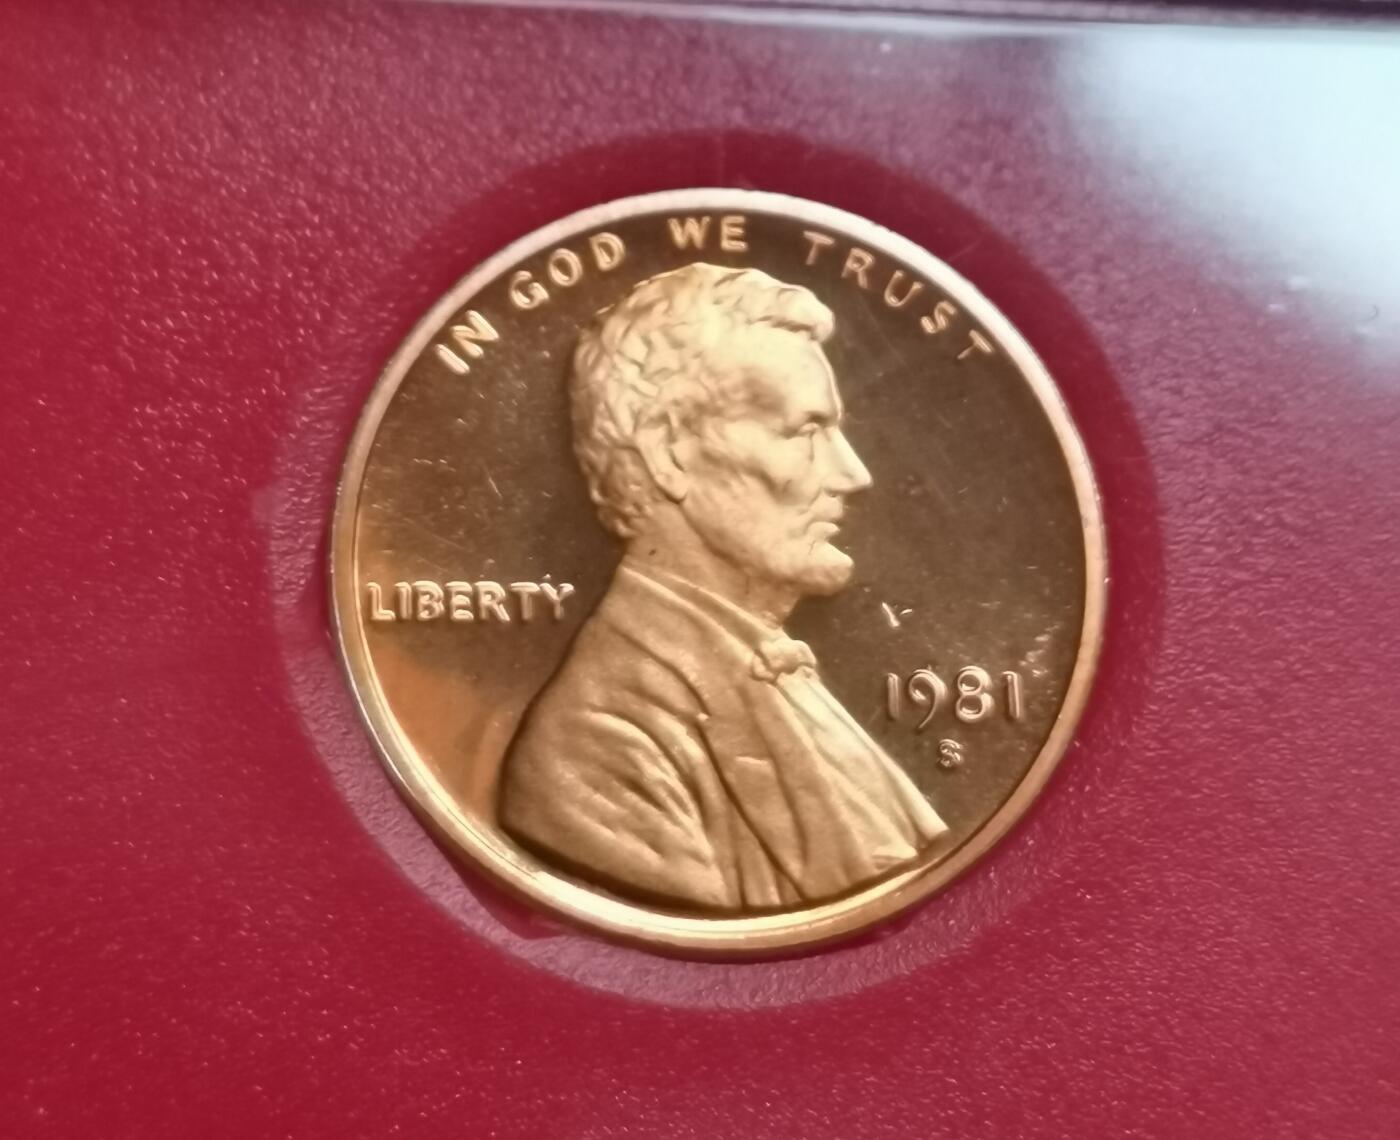 IN GOD WE TRUST
LIBERTY
1981
S